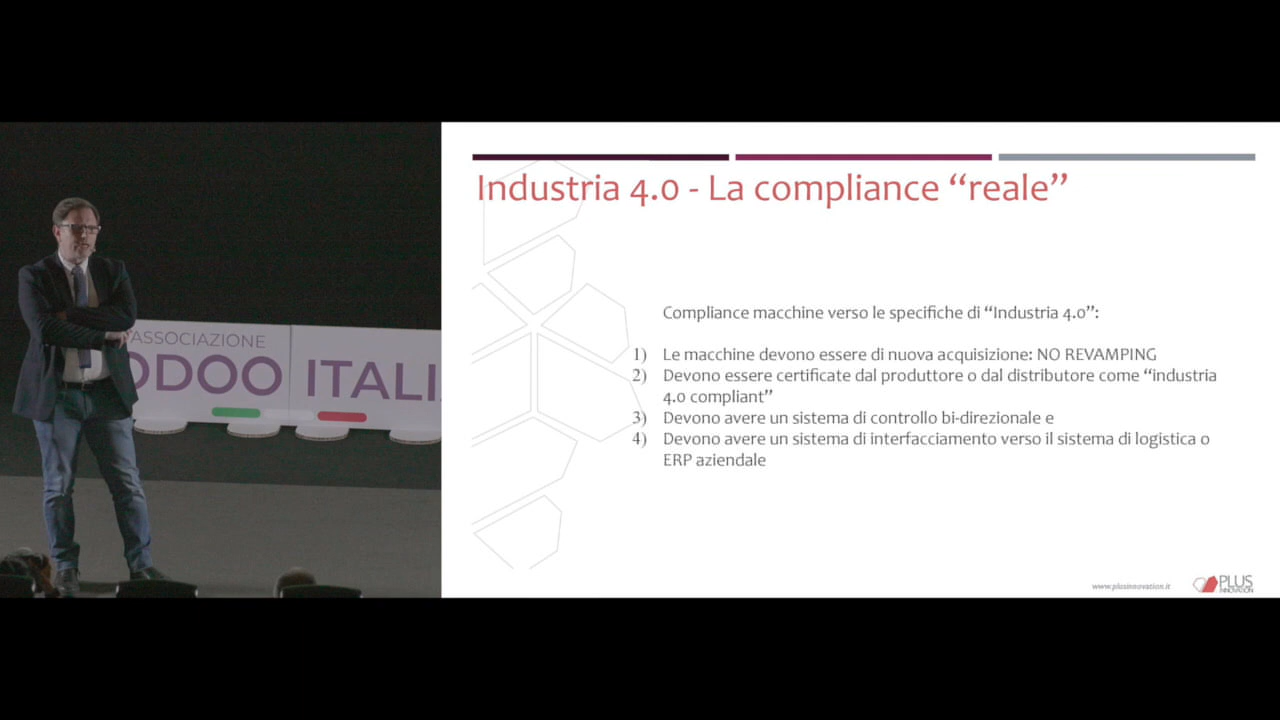 ASSOCIAZIONE
ODOO ITALI
Industria 4.0 - La compliance “reale”
Compliance macchine verso le specifiche di “Industria 4.0”:
1) Le macchine devono essere di nuova acquisizione: NO REVAMPING
2) Devono essere certificate dal produttore o dal distributore come “industria
4.0 compliant”
3) Devono avere un sistema di controllo bi-direzionale e
4) Devono avere un sistema di interfacciamento verso il sistema di logistica o
ERP aziendale
www.plusinnovation.it
PLUS
INNOVATION